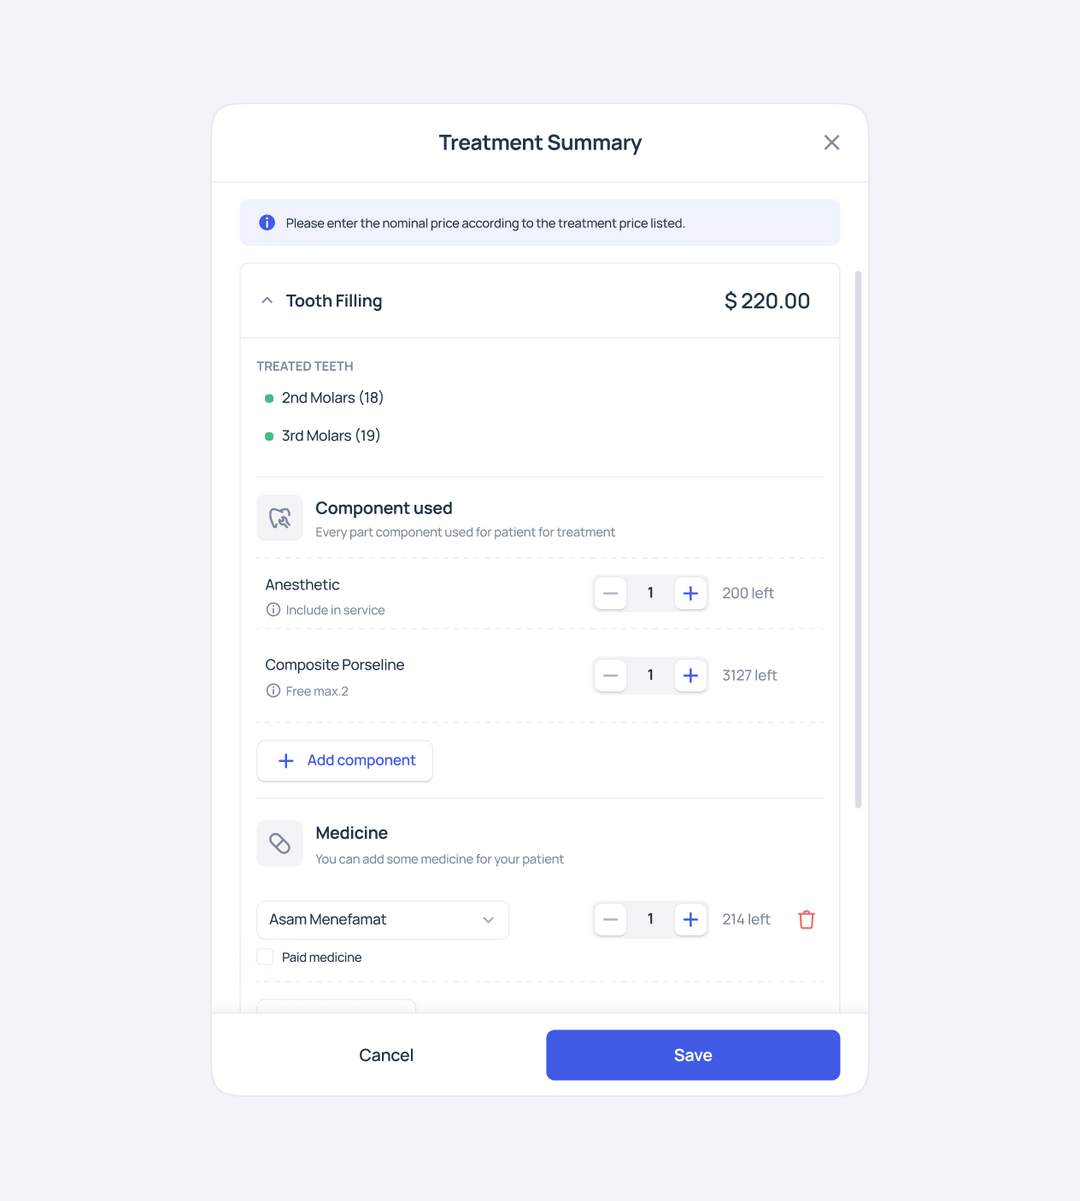 Treatment Summary
Please enter the nominal price according to the treatment price listed.
Tooth Filling
$ 220.00
TREATED TEETH
2nd Molars (18)
3rd Molars (19)
Component used
Every part component used for patient for treatment
Anesthetic
Include in service
1
200 left
Composite Porseline
Free max.2
1
3127 left
Add component
Medicine
You can add some medicine for your patient
Asam Menefamat
1
214 left
Paid medicine
Cancel
Save